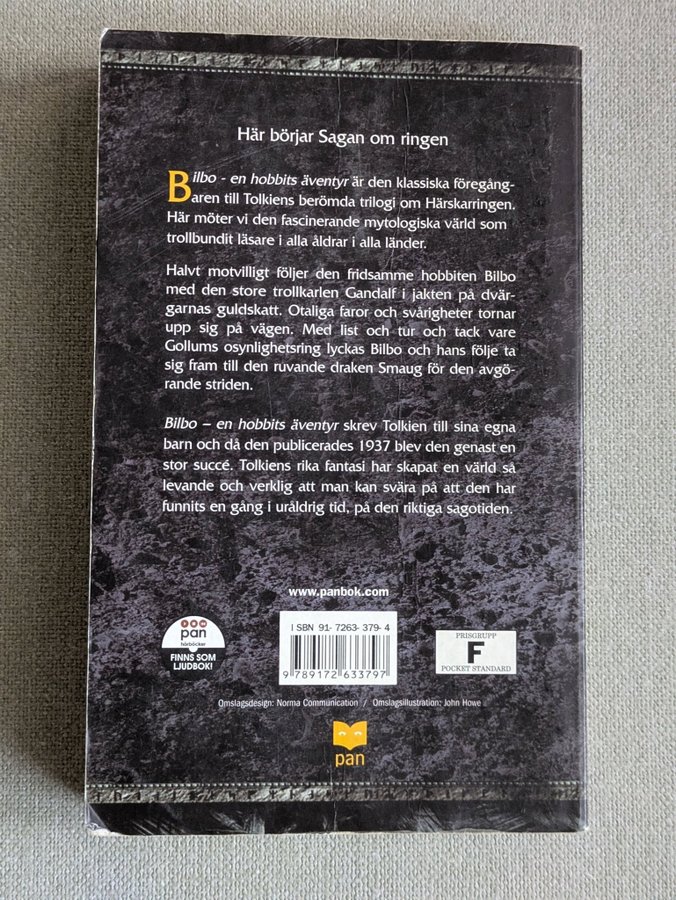 Här börjar Sagan om ringen
Bilbo - en hobbits äventyr är den klassiska föregång-
aren till Tolkiens berömda trilogi om Härskarringen.
Här möter vi den fascinerande mytologiska värld som
trollbundit läsare i alla åldrar i alla länder.
Halvt motvilligt följer den fridsamme hobbiten Bilbo
med den store trollkarlen Gandalf i jakten på dvär-
garnas guldskatt. Otaliga faror och svårigheter tornar
upp sig på vägen. Med list och tur och tack vare
Gollums osynlighetsring lyckas Bilbo och hans följe ta
sig fram till den ruvande draken Smaug för den avgö-
rande striden.
Bilbo – en hobbits äventyr skrev Tolkien till sina egna
barn och då den publicerades 1937 blev den genast en
stor succé. Tolkiens rika fantasi har skapat en värld så
levande och verklig att man kan svära på att den har
funnits en gång i uråldrig tid, på den riktiga sagotiden.
www.panbok.com
pan
hörböcker
FINNS SOM
LJUDBOK!
ISBN 91-7263-379-4
9 789172 633797
PRISGRUPP
F
POCKET STANDARD
Omslagsdesign: Norma Communication / Omslagsillustration: John Howe
pan